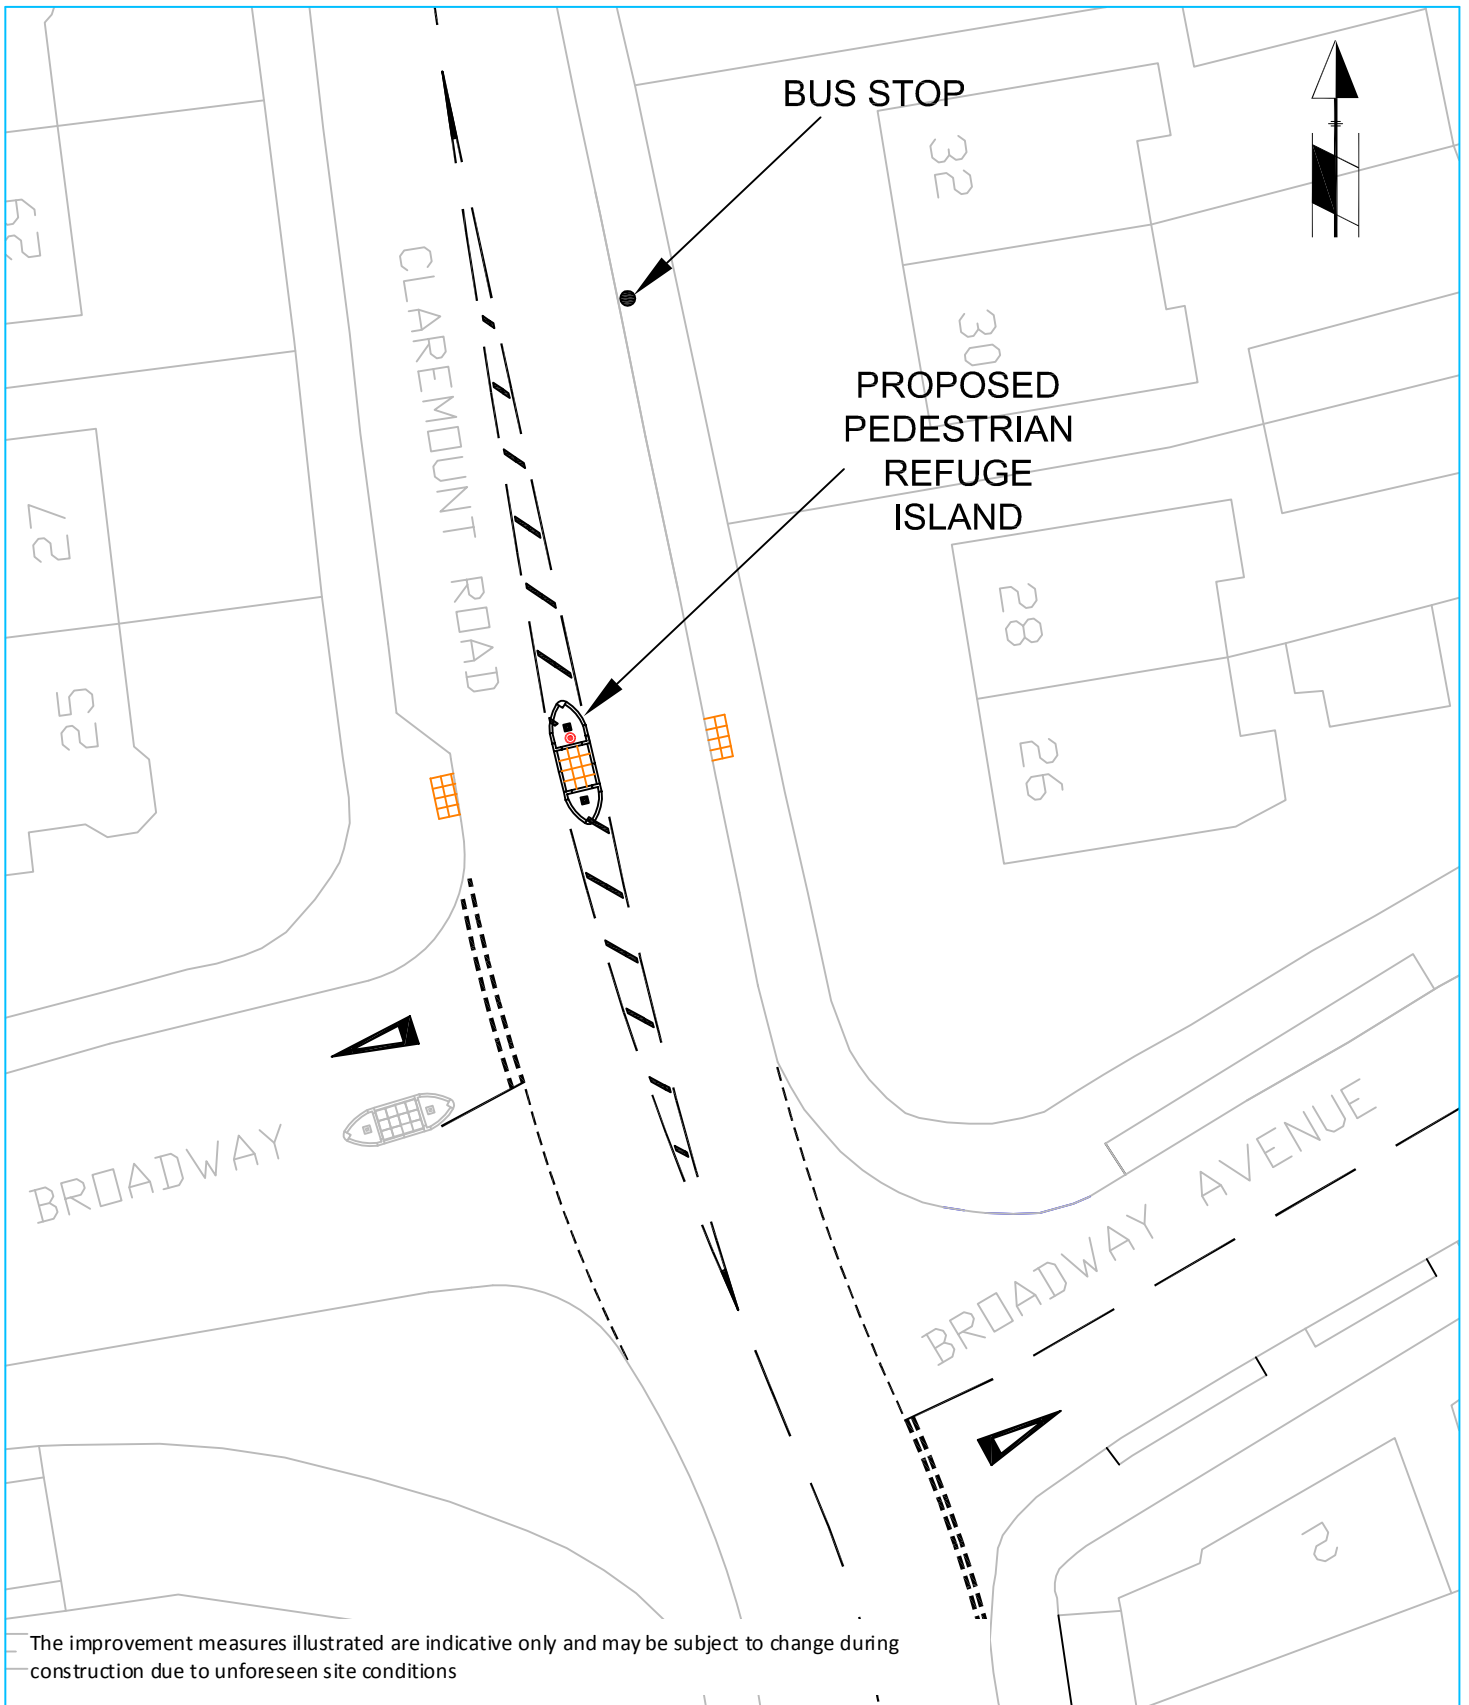 BUS STOP
32
29
CLAREMOUNT ROAD
30
PROPOSED
PEDESTRIAN
REFUGE
ISLAND
27
28
25
26
BROADWAY
BROADWAY AVENUE
2
The improvement measures illustrated are indicative only and may be subject to change during
construction due to unforeseen site conditions